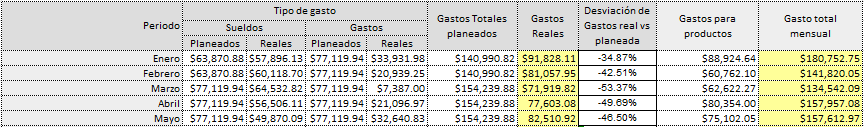 Periodo Tipo de gasto Gastos Totales planeados Gastos Reales Desviación de Gastos real vs planeada Gastos para productos Gasto total mensual
Sueldos Gastos
Planeados Reales Planeados Reales
Enero $63,870.88 $57,896.13 $77,119.94 $33,931.98 $140,990.82 $91,828.11 -34.87% $88,924.64 $180,752.75
Febrero $63,870.88 $60,118.70 $77,119.94 $20,939.25 $140,990.82 $81,057.95 -42.51% $60,762.10 $141,820.05
Marzo $77,119.94 $64,532.82 $77,119.94 $7,387.00 $154,239.88 $71,919.82 -53.37% $62,622.27 $134,542.09
Abril $77,119.94 $56,506.11 $77,119.94 $21,096.97 $154,239.88 77,603.08 -49.69% $80,354.00 $157,957.08
Mayo $77,119.94 $49,870.09 $77,119.94 $32,640.83 $154,239.88 82,510.92 -46.50% $75,102.05 $157,612.97